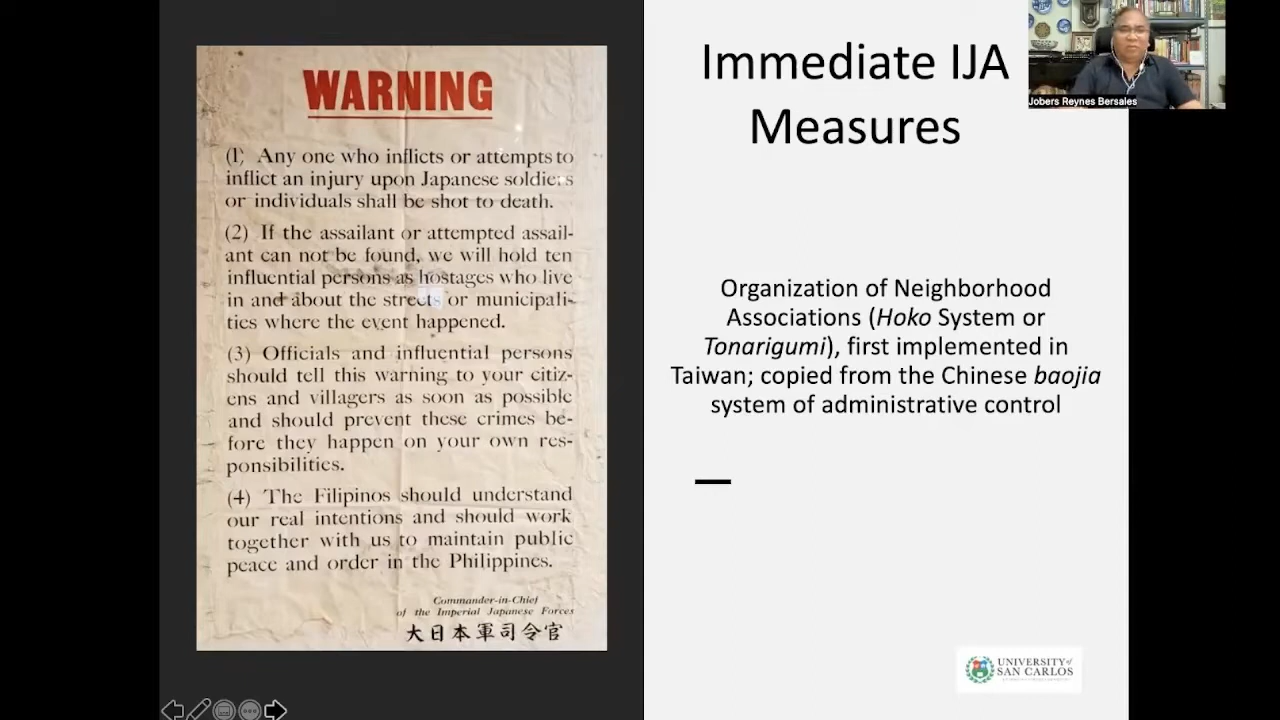 WARNING
(1) Any one who inflicts or attempts to
inflict an injury upon Japanese soldiers
or individuals shall be shot to death.
(2) If the assailant or attempted assail-
ant can not be found, we will hold ten
influential persons as hostages who live
in and about the streets or municipali-
ties where the event happened.
(3) Officials and influential persons
should tell this warning to your citiz-
ens and villagers as soon as possible
and should prevent these crimes be-
fore they happen on your own res-
ponsibilities.
(4) The Filipinos should understand
our real intentions and should work
together with us to maintain public
peace and order in the Philippines.
Commander-in-Chief
of the Imperial Japanese Forces
大日本軍司令官
Immediate IJA
Measures
Organization of Neighborhood
Associations (Hoko System or
Tonarigumi), first implemented in
Taiwan; copied from the Chinese baojia
system of administrative control
Jobers Reynes Bersales
UNIVERSITY of
SAN CARLOS